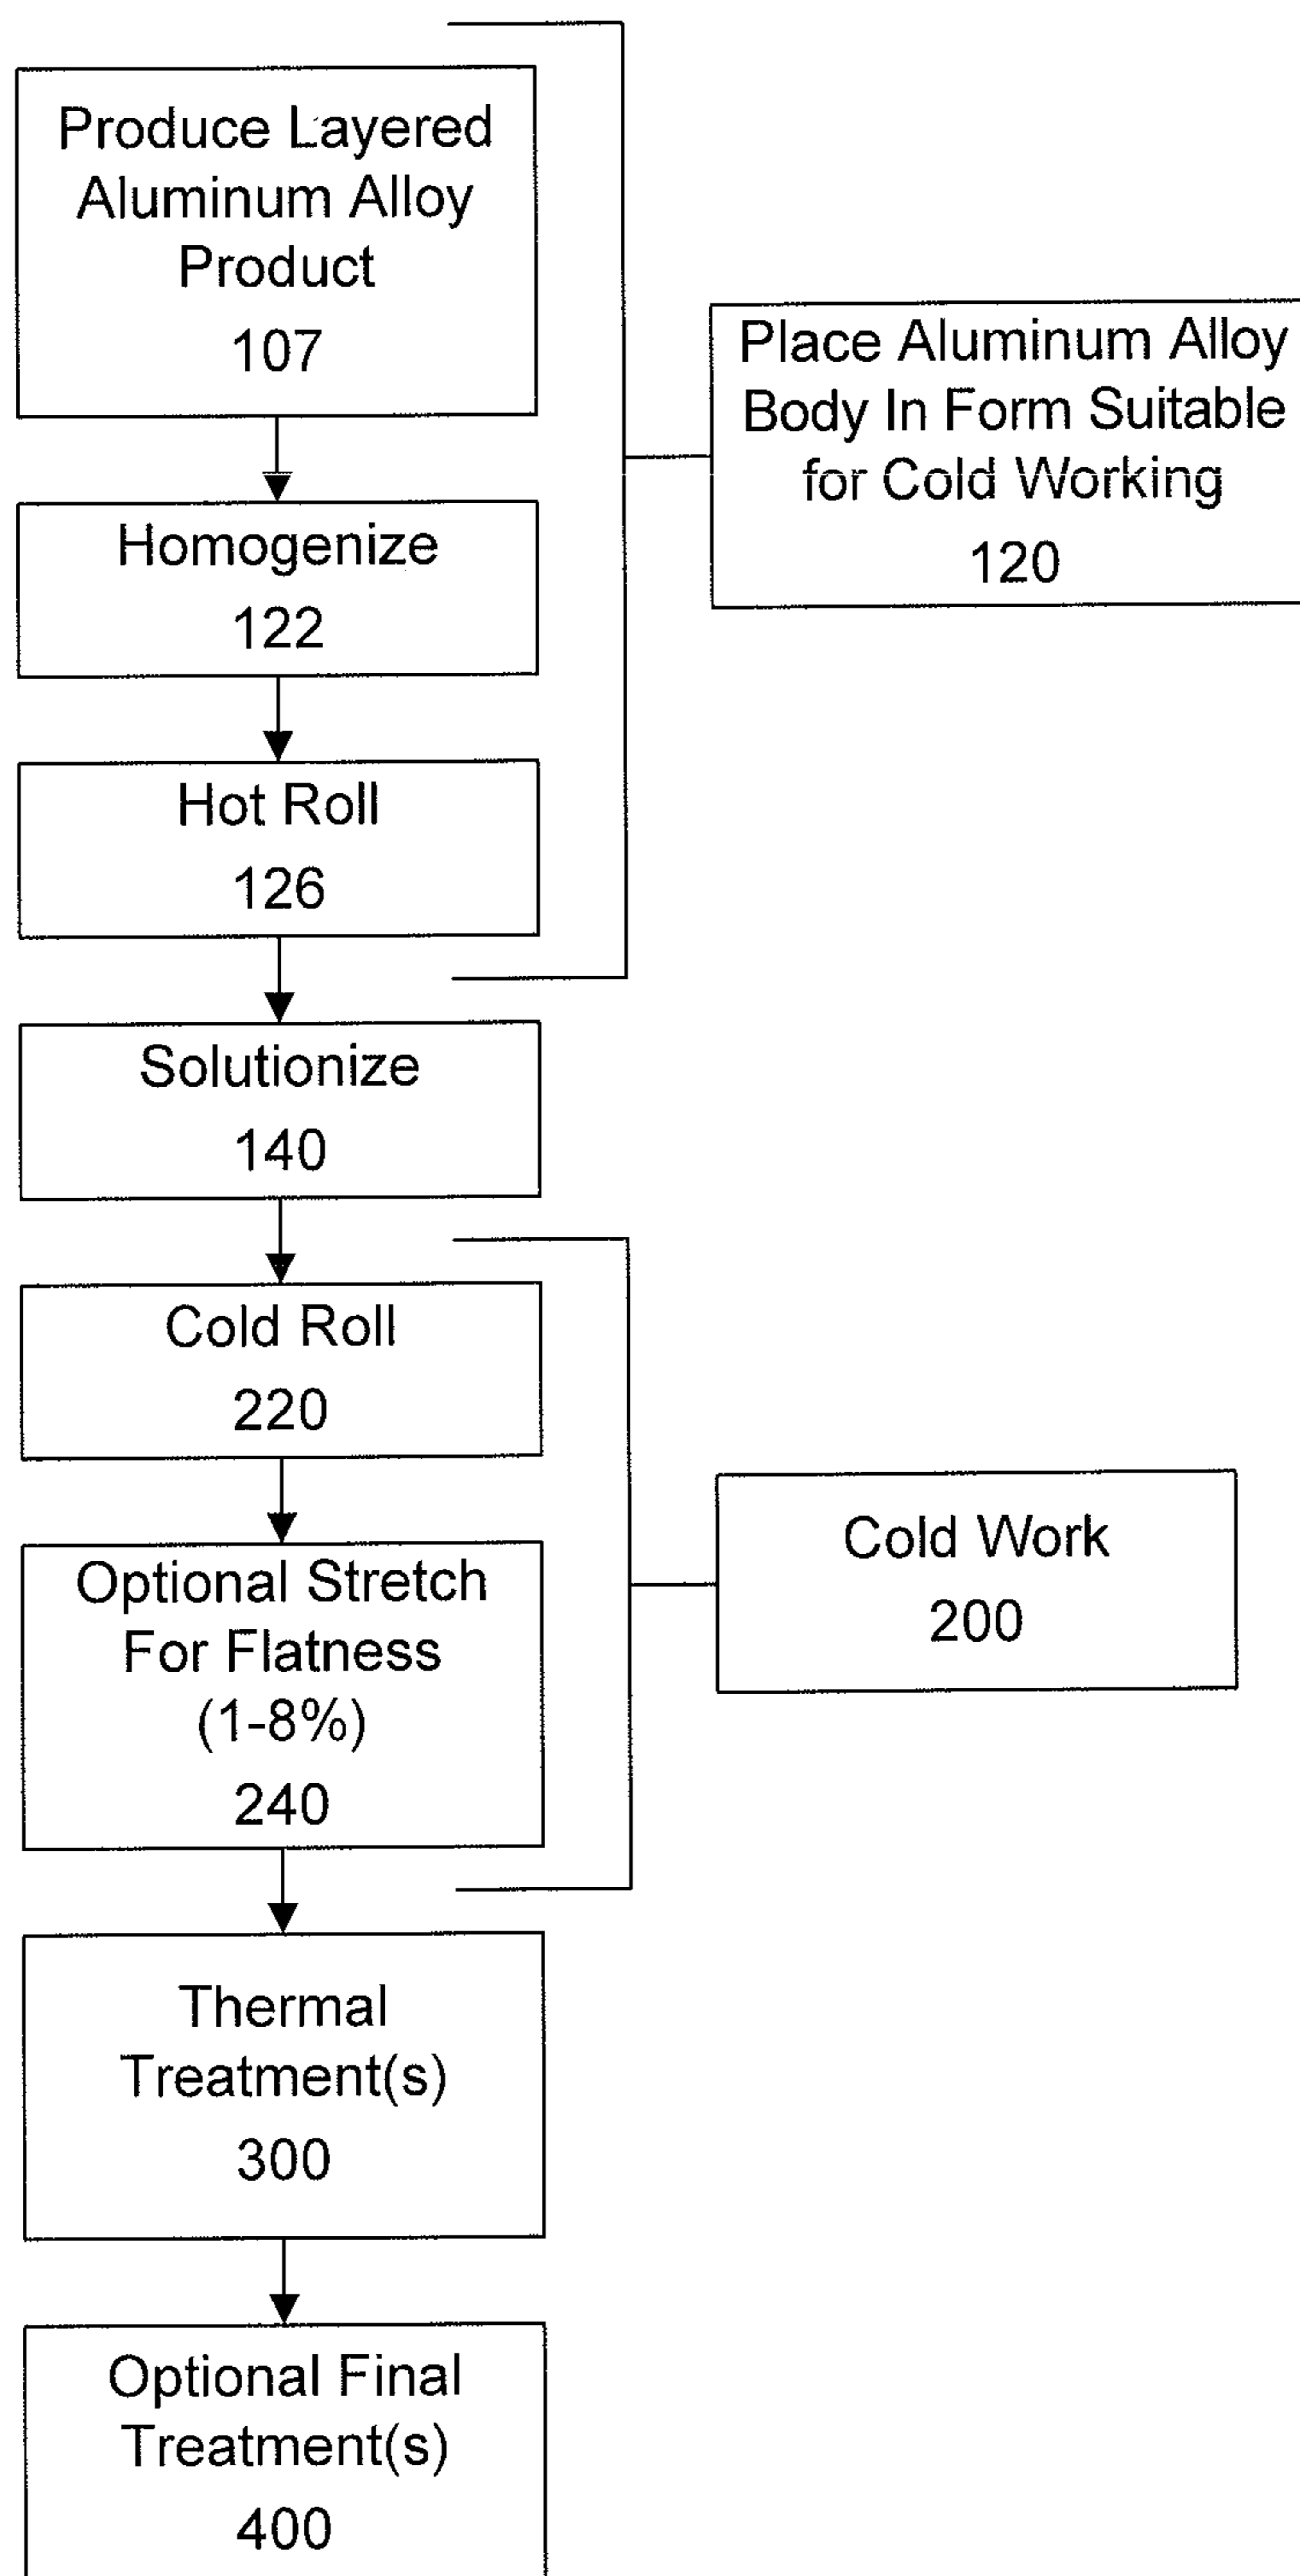 Produce Layered
Aluminum Alloy
Product
107
Place Aluminum Alloy
Body In Form Suitable
for Cold Working
120
Homogenize
122
Hot Roll
126
Solutionize
140
Cold Roll
220
Optional Stretch
For Flatness
(1-8%)
240
Cold Work
200
Thermal
Treatment(s)
300
Optional Final
Treatment(s)
400